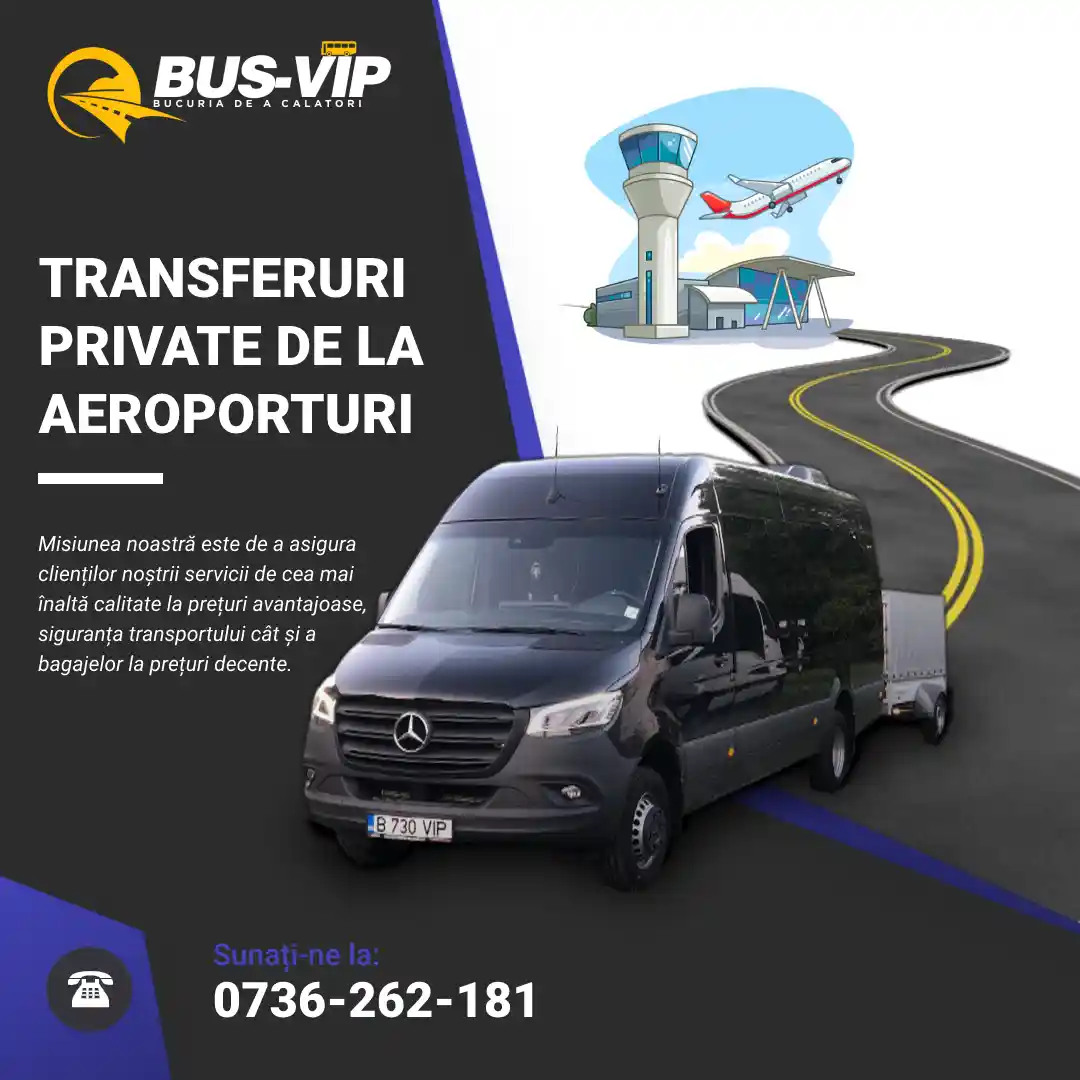 BUS-VIP
BUCURIA DE A CALATORI
TRANSFERURI
PRIVATE DE LA
AEROPORTURI
Misiunea noastră este de a asigura
clienților noștrii servicii de cea mai
înaltă calitate la prețuri avantajoase,
siguranța transportului cât și a
bagajelor la prețuri decente.
B 730 VIP
Sunați-ne la:
0736-262-181